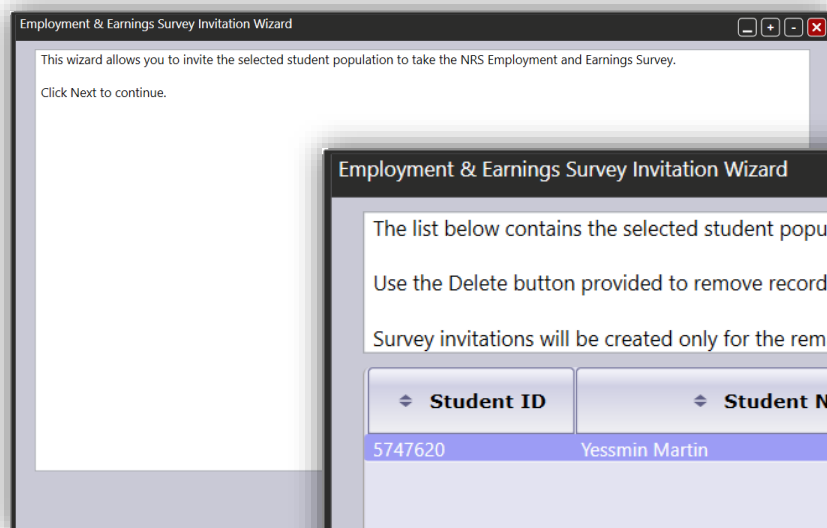 Employment & Earnings Survey Invitation Wizard
This wizard allows you to invite the selected student population to take the NRS Employment and Earnings Survey.
Click Next to continue.
Employment & Earnings Survey Invitation Wizard
The list below contains the selected student popu
Use the Delete button provided to remove record
Survey invitations will be created only for the rem
Student ID Student N
5747620 Yessmin Martin